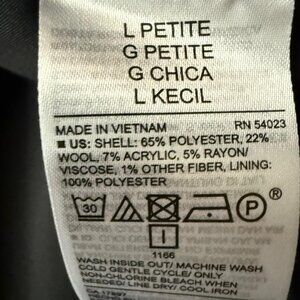 L PETITE
G PETITE
G CHICA
L KECIL
MADE IN VIETNAM RN 54023
■ US: SHELL: 65% POLYESTER, 22%
WOOL, 7% ACRYLIC, 5% RAYON/
VISCOSE, 1% OTHER FIBER, LINING:
100% POLYESTER
30 P ®
I
1166
WASH INSIDE OUT/ MACHINE WASH
COLD GENTLE CYCLE/ ONLY
NON-CHLORINE BLEACH WHEN
NEEDED/ LINE DRY/ COOL IRON